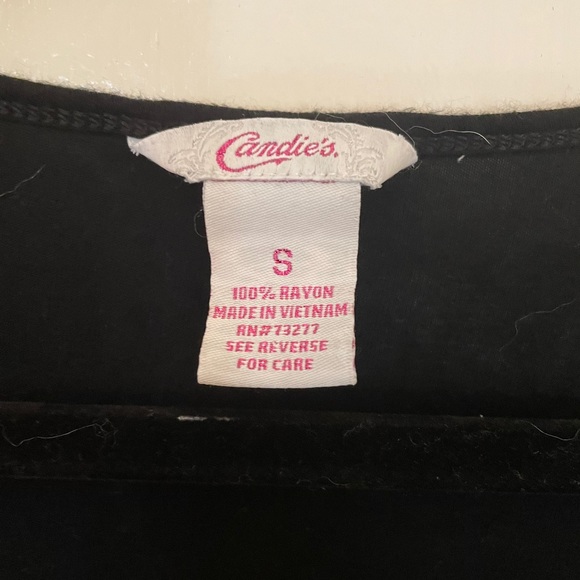 Candie's.
S
100% RAYON
MADE IN VIETNAM
RN#73277
SEE REVERSE
FOR CARE